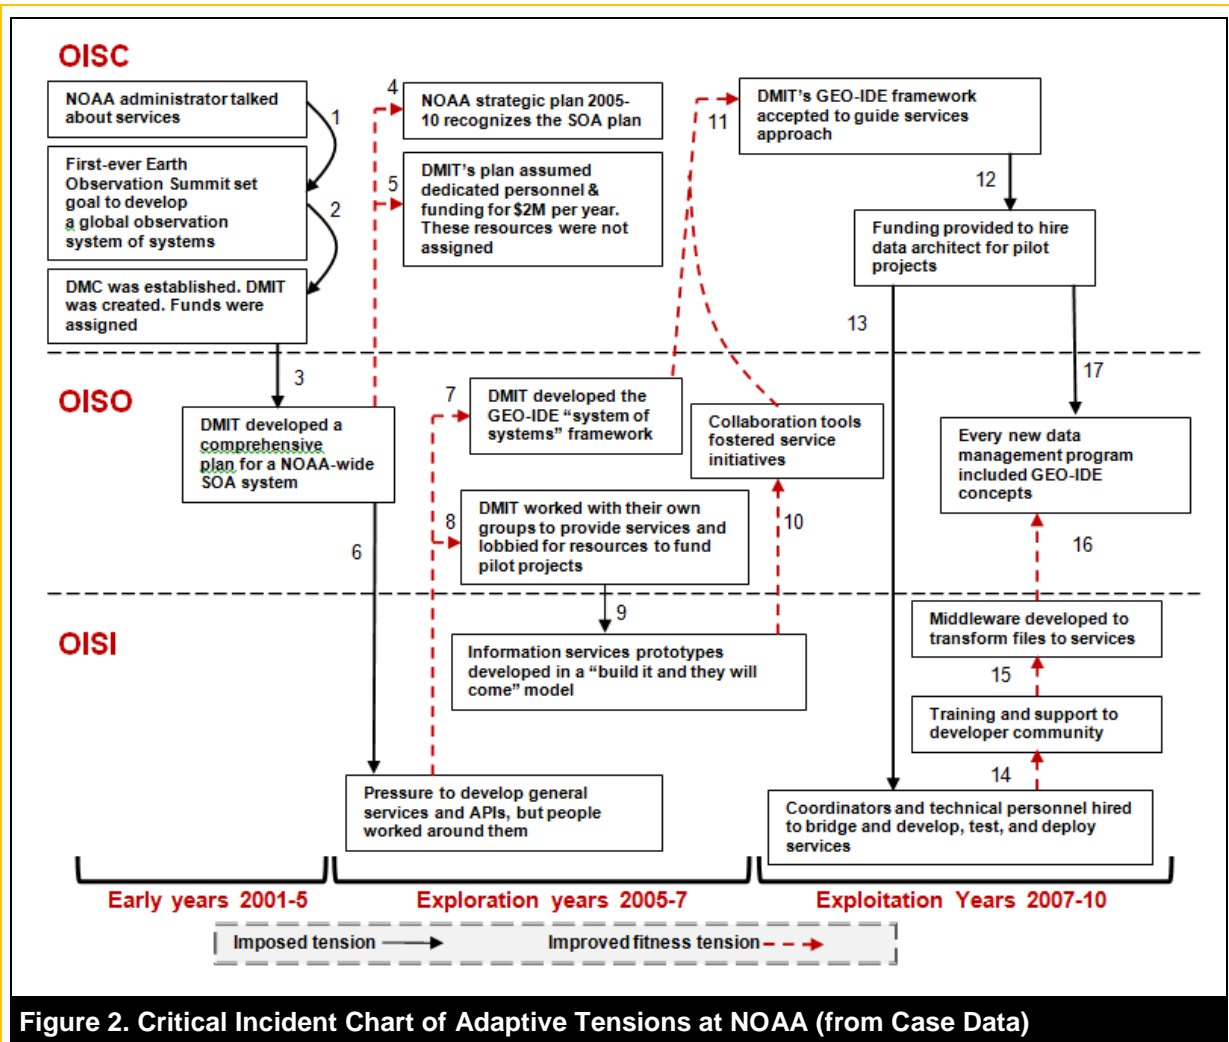 OISC
NOAA administrator talked
about services
1
First-ever Earth
Observation Summit set
goal to develop
a global observation
system of systems
2
DMC was established. DMIT
was created. Funds were
assigned
3
4
NOAA strategic plan 2005-
10 recognizes the SOA plan
5
DMIT's plan assumed
dedicated personnel &
funding for $2M per year.
These resources were not
assigned
11
DMIT's GEO-IDE framework
accepted to guide services
approach
12
Funding provided to hire
data architect for pilot
projects
13
17
OISO
DMIT developed a
comprehensive
plan for a NOAA-wide
SOA system
6
7
DMIT developed the
GEO-IDE "system of
systems" framework
8
DMIT worked with their own
groups to provide services and
lobbied for resources to fund
pilot projects
9
Collaboration tools
fostered service
initiatives
10
Every new data
management program
included GEO-IDE
concepts
16
OISI
Information services prototypes
developed in a "build it and they will
come" model
Pressure to develop general
services and APIs, but people
worked around them
Middleware developed to
transform files to services
15
Training and support to
developer community
14
Coordinators and technical personnel hired
to bridge and develop, test, and deploy
services
Early years 2001-5
Exploration years 2005-7
Exploitation Years 2007-10
Imposed tension
Improved fitness tension
Figure 2. Critical Incident Chart of Adaptive Tensions at NOAA (from Case Data)